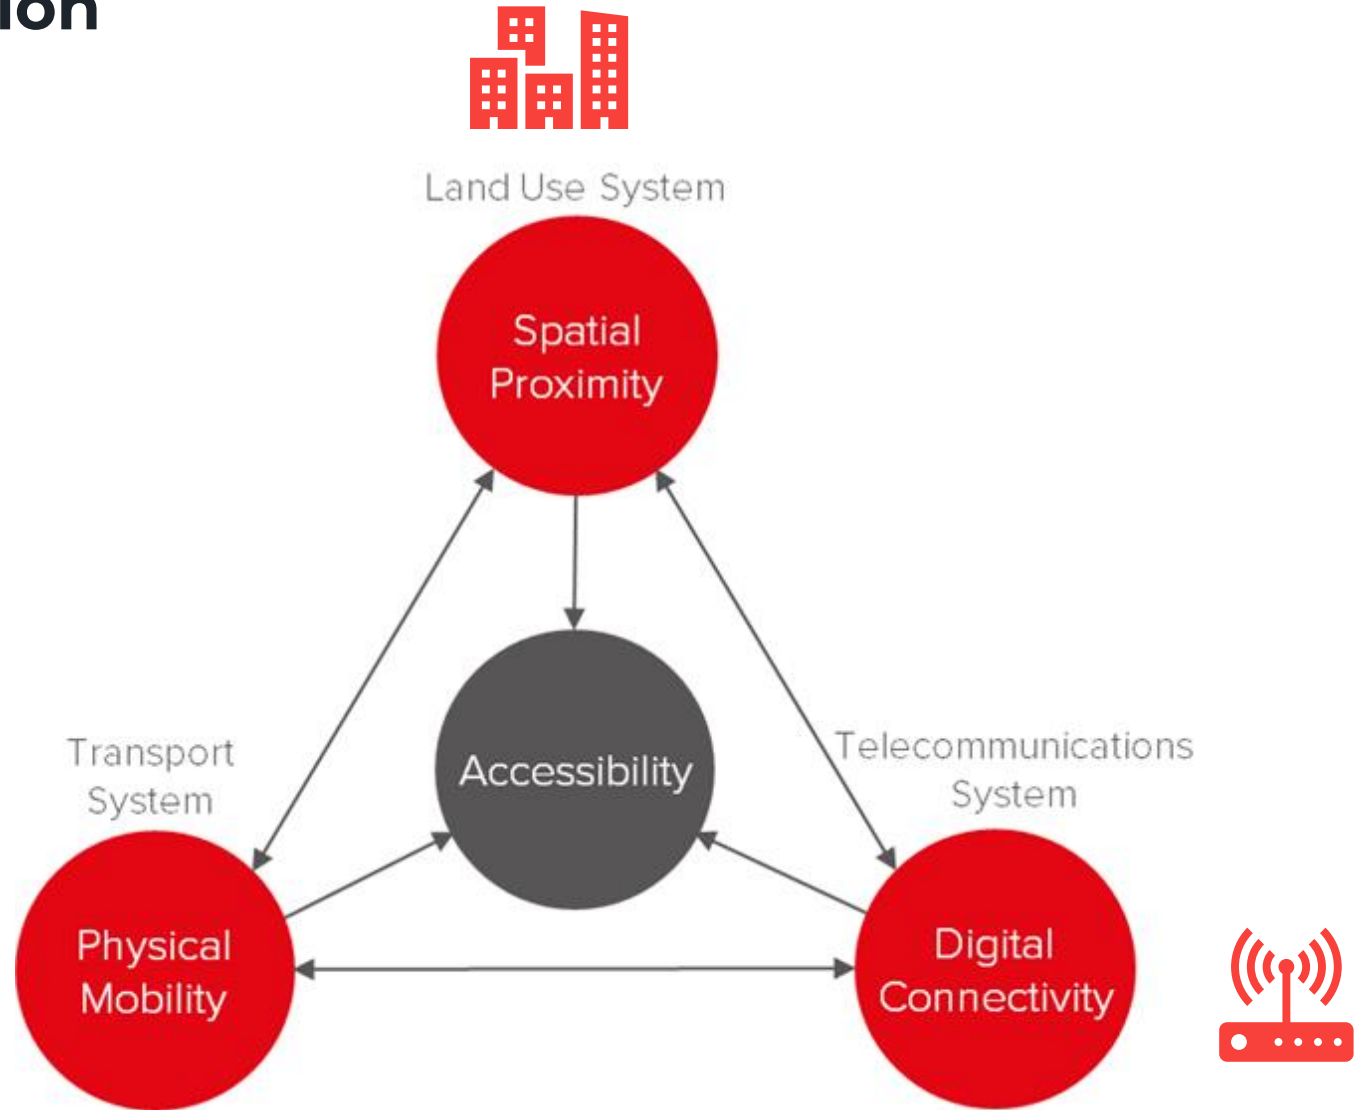 ion
Land Use System
Spatial
Proximity
Accessibility
Transport
System
Telecommunications
System
Physical
Mobility
Digital
Connectivity